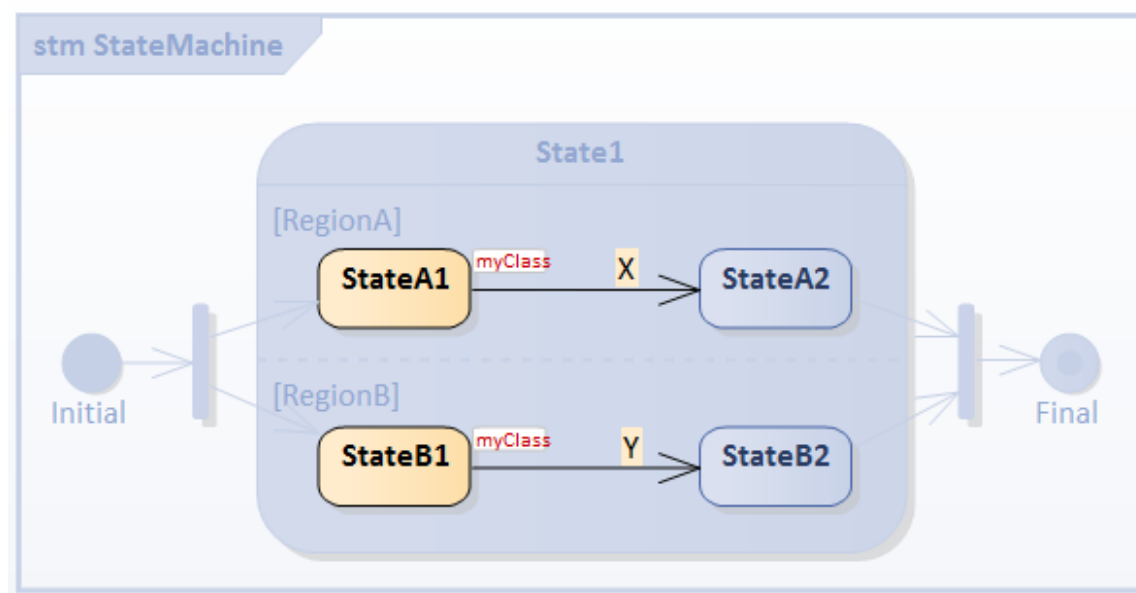 stm StateMachine
State1
[RegionA]
StateA1
myClass
X
StateA2
Initial
[RegionB]
StateB1
myClass
Y
StateB2
Final